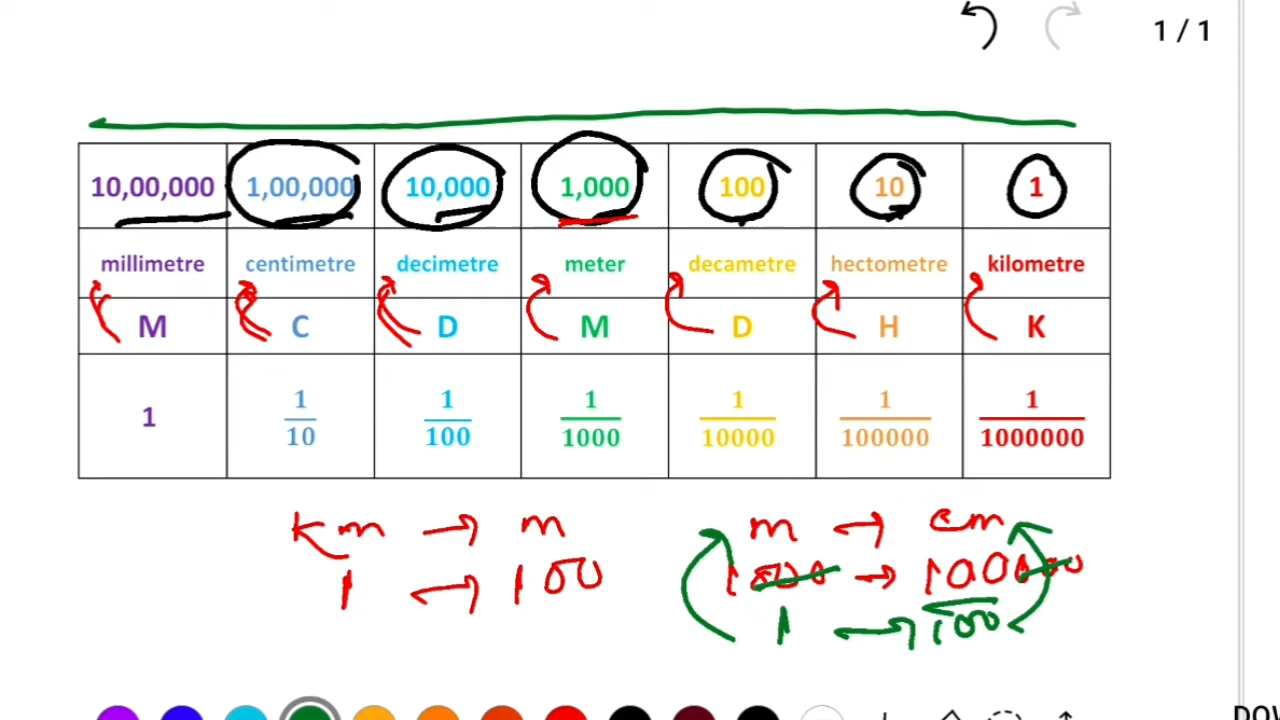 1 / 1
10,00,000 1,00,000 10,000 1,000 100 10 1
millimetre centimetre decimetre meter decametre hectometre kilometre
M C D M D H K
1 1/10 1/100 1/1000 1/10000 1/100000 1/1000000
km → m m ↔ cm
1 ↔ 100 1000 → 100000
1 ↔ 100